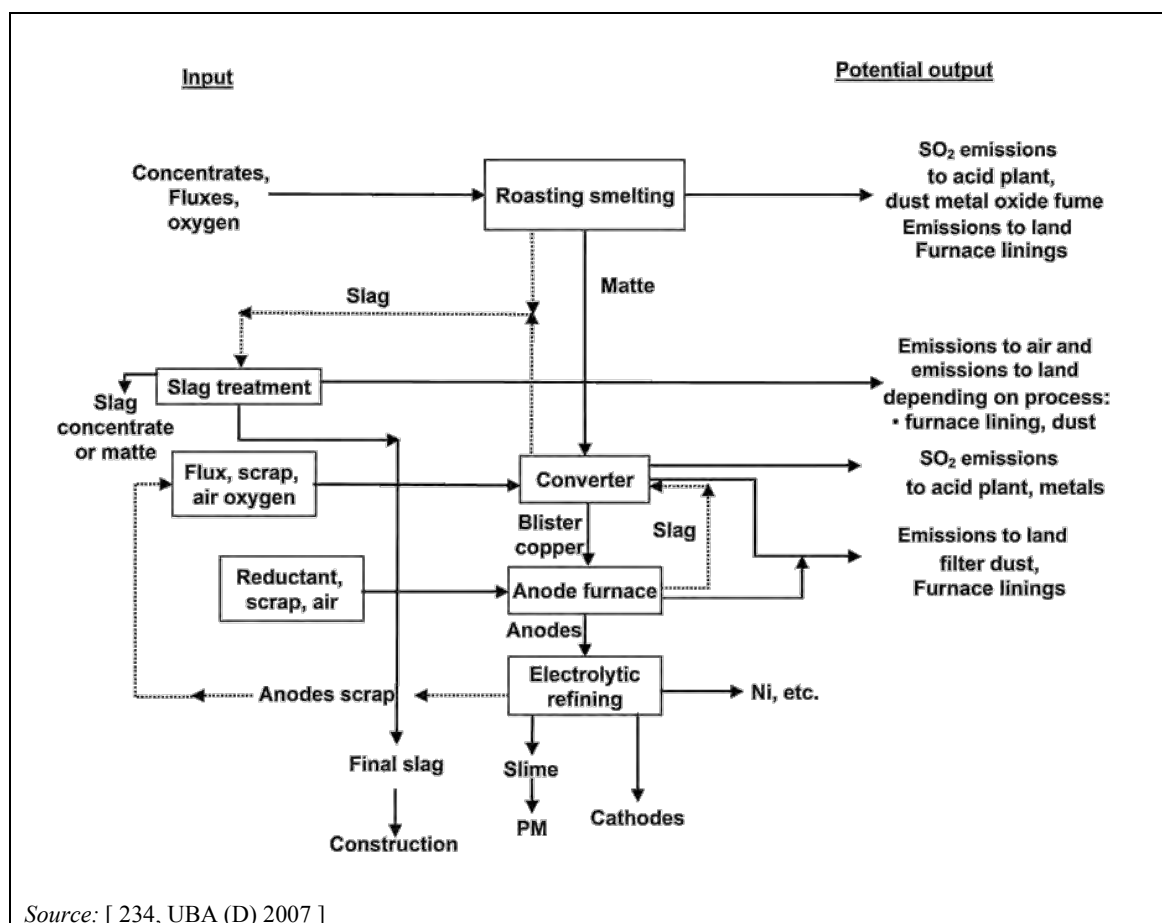 Input
Potential output
Concentrates,
Fluxes,
oxygen
Roasting smelting
SO₂ emissions
to acid plant,
dust metal oxide fume
Emissions to land
Furnace linings
Matte
Slag
Slag treatment
Emissions to air and
emissions to land
depending on process:
• furnace lining, dust
Slag
concentrate
or matte
Flux, scrap,
air oxygen
Converter
SO₂ emissions
to acid plant, metals
Blister
copper
Slag
Emissions to land
filter dust,
Furnace linings
Reductant,
scrap, air
Anode furnace
Anodes
Electrolytic
refining
Ni, etc.
Anodes scrap
Final slag
Slime
Cathodes
PM
Construction
Source: [ 234, UBA (D) 2007 ]